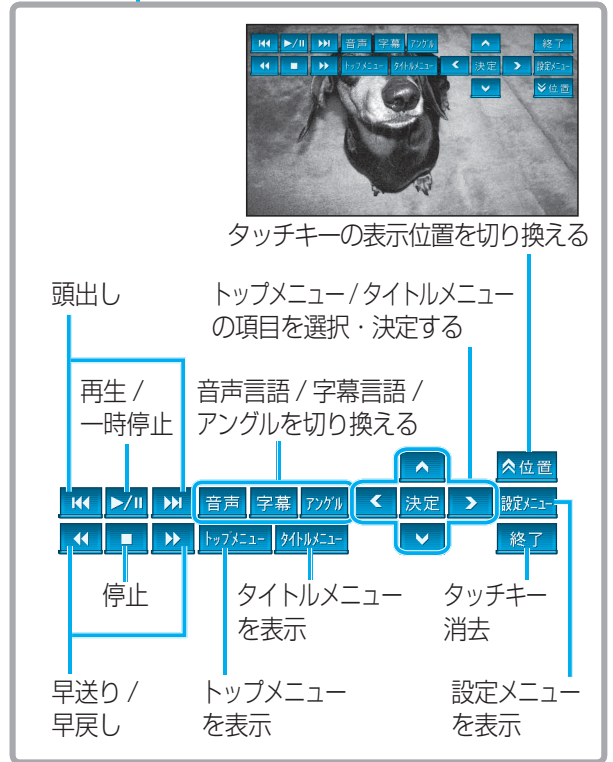 音声 字幕 アングル 終了
トップメニュー タイトルメニュー 決定 設定メニュー
位置
タッチキーの表示位置を切り換える
頭出し
トップメニュー / タイトルメニュー
の項目を選択・決定する
再生 /
一時停止
音声言語 / 字幕言語 /
アングルを切り換える
位置
音声 字幕 アングル 決定 設定メニュー
トップメニュー タイトルメニュー 終了
停止
タイトルメニュー
を表示
タッチキー
消去
早送り /
早戻し
トップメニュー
を表示
設定メニュー
を表示